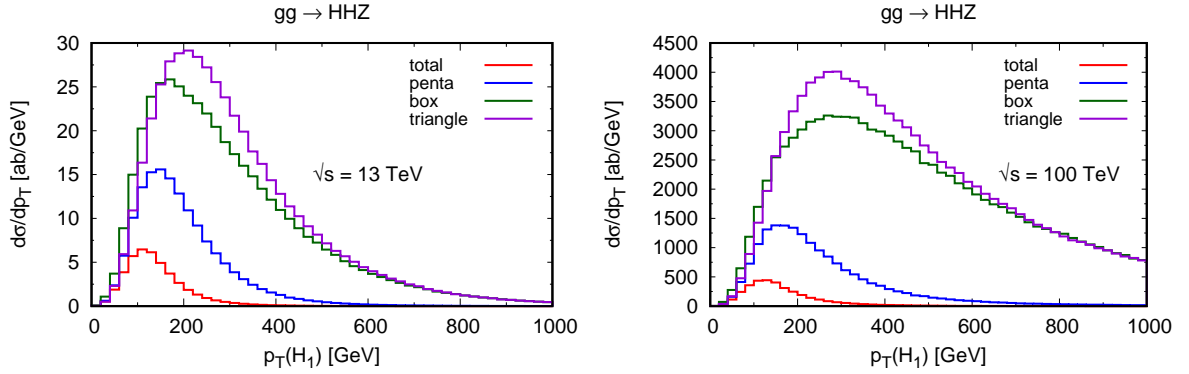 gg → HHZ
dσ/dp_T [ab/GeV]
30
25
20
15
10
5
0
total
penta
box
triangle
√s = 13 TeV
0 200 400 600 800 1000
p_T(H_1) [GeV]
gg → HHZ
dσ/dp_T [ab/GeV]
4500
4000
3500
3000
2500
2000
1500
1000
500
0
total
penta
box
triangle
√s = 100 TeV
0 200 400 600 800 1000
p_T(H_1) [GeV]